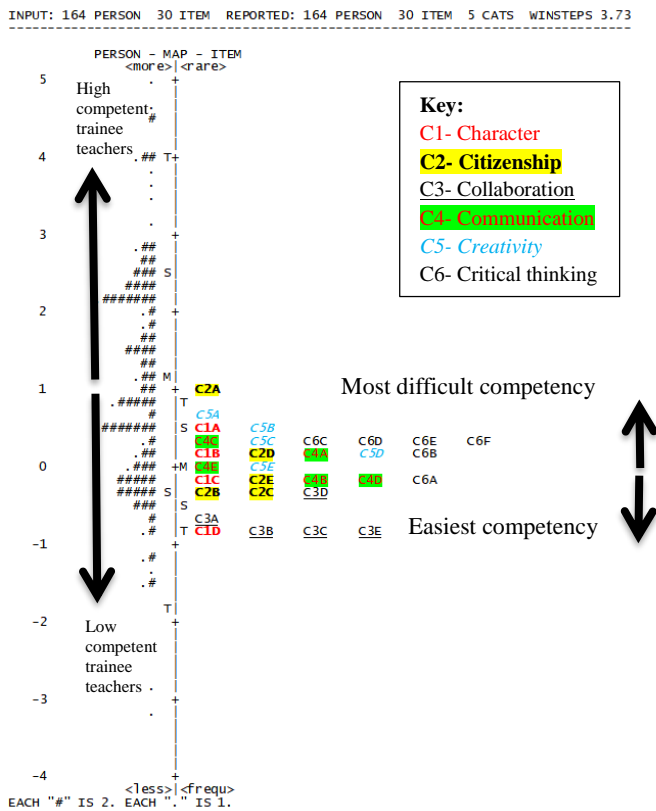 INPUT: 164 PERSON 30 ITEM REPORTED: 164 PERSON 30 ITEM 5 CATS WINSTEPS 3.73
--------------------------------------------------------------------------------
PERSON - MAP - ITEM
<more>|<rare>
5 . +
High competent trainee teachers
.
#
4 .## T+
.
.
.
.
3 +
.##
##
### S
####
#######
2 .# +
.#
##
####
##
.## M
1 ## + C2A
.##### T
# C5A
####### S C1A C5B
.# C4C C5C C6C C6D C6E C6F
.## C1B C2D C4A C5D C6B
0 .### +M C4E C5E
.##### C1C C2E C4B C4D C6A
.##### S C2B C2C C3D
### S
# C3A
.# T C1D C3B C3C C3E
-1 +
.#
.
.#
T
-2 +
Low competent trainee teachers
.
-3 +
.
-4 +
<less>|<frequ>
EACH "#" IS 2. EACH "." IS 1.
Key:
C1- Character
C2- Citizenship
C3- Collaboration
C4- Communication
C5- Creativity
C6- Critical thinking
Most difficult competency
Easiest competency